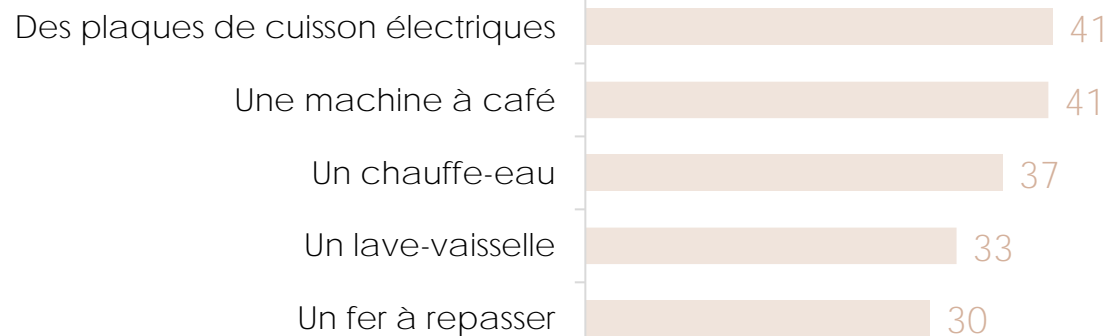 Des plaques de cuisson électriques 41
Une machine à café 41
Un chauffe-eau 37
Un lave-vaisselle 33
Un fer à repasser 30